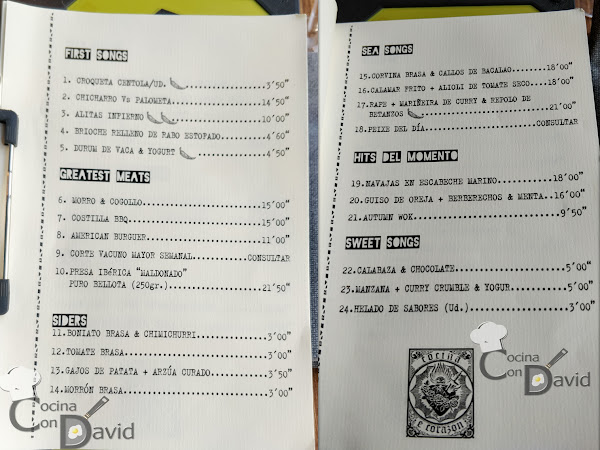 FIRST SONGS
1. CROQUETA CENTOLA/UD. ......................3'50"
2. CHICHARRO Vs PALOMETA......................14'50"
3. ALITAS INFIERNO ......................10'00"
4. BRIOCHE RELLENO DE RABO ESTOFADO..........4'60"
5. DURUM DE VACA & YOGURT ......................4'50"
GREATEST MEATS
6. MORRO & COGOLLO......................15'00"
7. COSTILLA BBQ......................15'00"
8. AMERICAN BURGUER......................11'00"
9. CORTE VACUNO MAYOR SEMANAL..........CONSULTAR
10.PRESA IBÉRICA "MALDONADO"
PURO BELLOTA (250gr.)......................21'50"
SIDERS
11.BONIATO BRASA & CHIMICHURRI..............3'00"
12.TOMATE BRASA......................3'00"
13.GAJOS DE PATATA + ARZÚA CURADO..........3'50"
14.MORRÓN BRASA......................3'00"
Cocina
Con David
SEA SONGS
15.CORVINA BRASA & CALLOS DE BACALAO........18'00"
16.CALAMAR FRITO + ALIOLI DE TOMATE SECO....18'00"
17.RAPE + MARIÑEIRA DE CURRY & REPOLO DE
BETANZOS ......................21'00"
18.PEIXE DEL DÍA......................CONSULTAR
HITS DEL MOMENTO
19.NAVAJAS EN ESCABECHE MARINO..............18'00"
20.GUISO DE OREJA + BERBERECHOS & MENTA..16'00"
21.AUTUMN WOK......................9'50"
SWEET SONGS
22.CALABAZA & CHOCOLATE......................5'00"
23.MANZANA + CURRY CRUMBLE & YOGUR..........5'00"
24.HELADO DE SABORES (Ud.)..................3'00"
COCIÑA
E CORAZÓN
Cocina
Con David